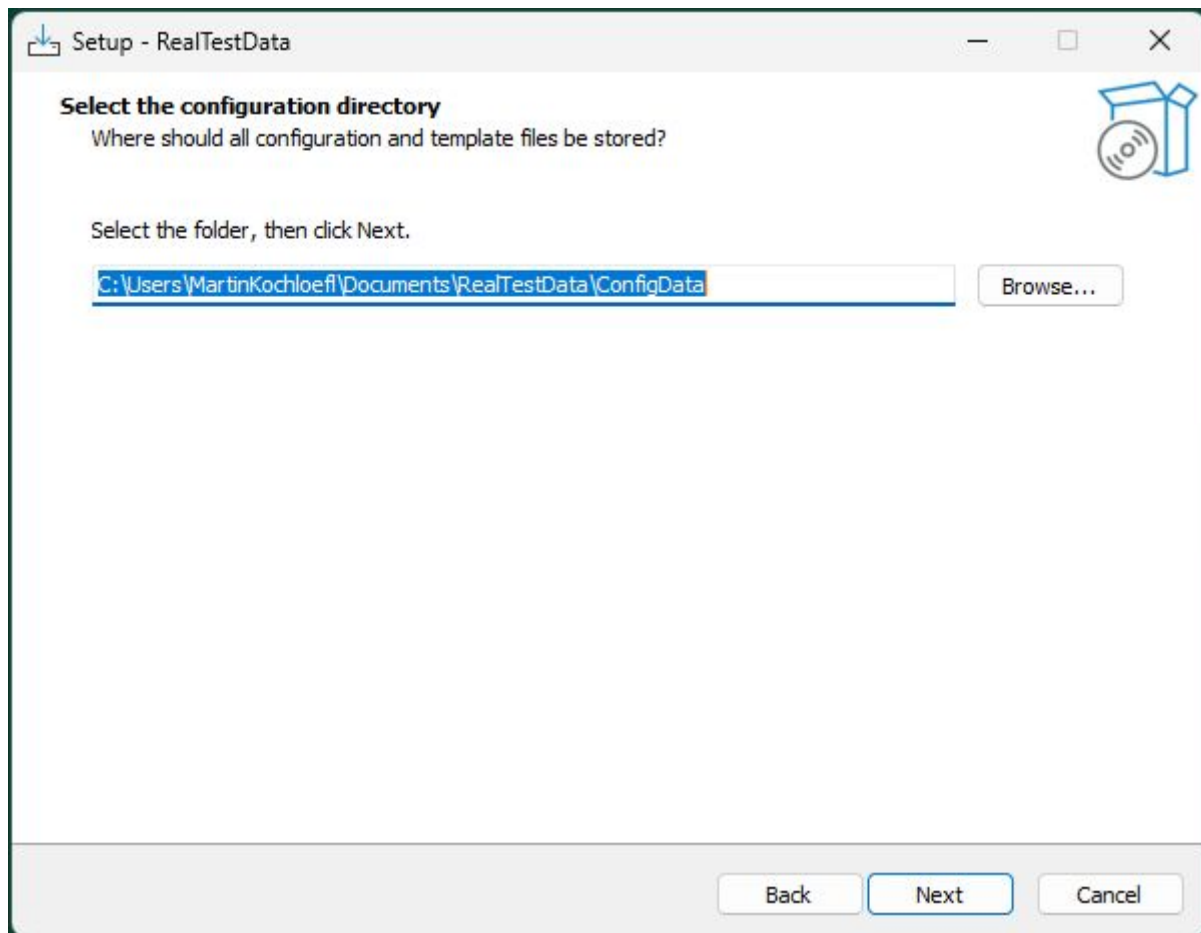 Setup - RealTestData
Select the configuration directory
Where should all configuration and template files be stored?
Select the folder, then click Next.
C:\Users\MartinKochloefl\Documents\RealTestData\ConfigData
Browse...
Back
Next
Cancel